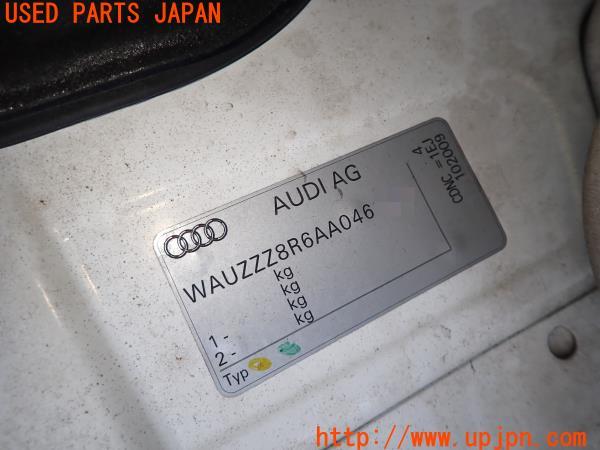 USED PARTS JAPAN
AUDI AG
WAUZZZ8R6AA046
kg
kg
1 - kg
2 - kg
Typ
4
CDNC =1EJ
102009
http://www.upjpn.com